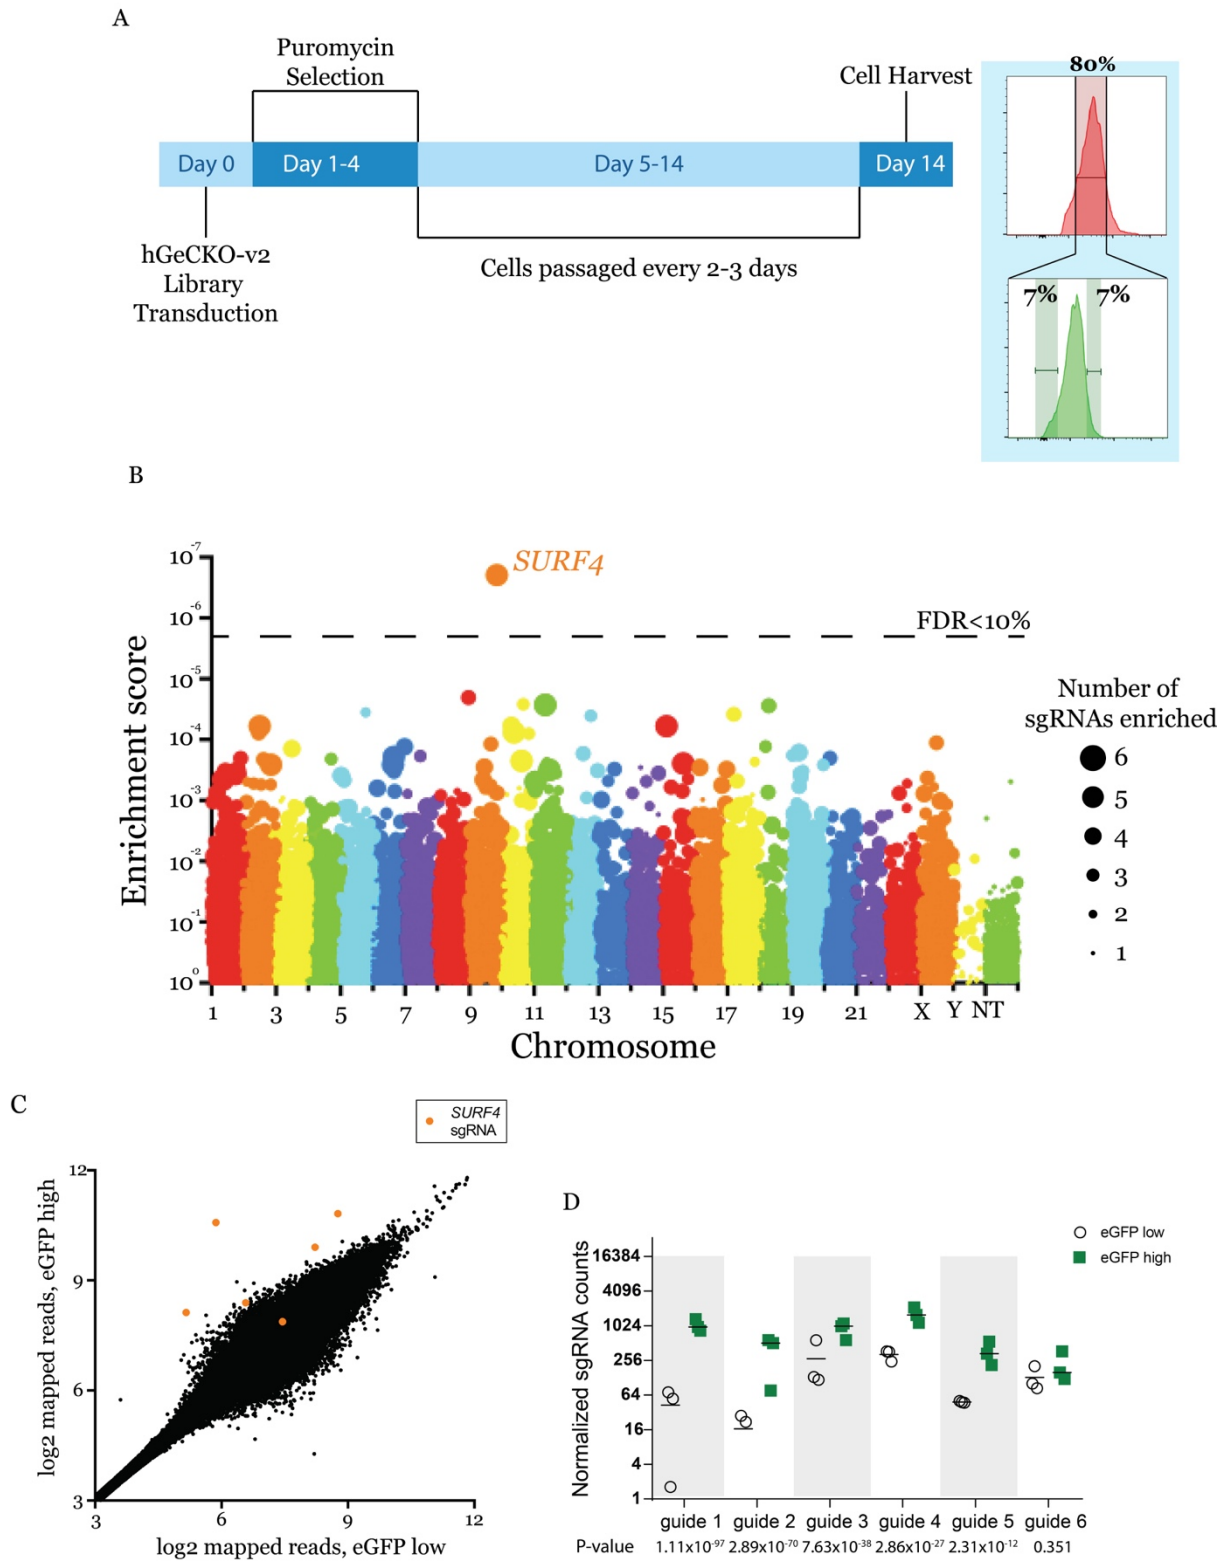 A
Puromycin
Selection
Cell Harvest
80%
Day 0
Day 1-4
Day 5-14
Day 14
hGeCKO-v2
Library
Transduction
Cells passaged every 2-3 days
7%
7%
B
SURF4
FDR<10%
Enrichment score
10-7
10-6
10-5
10-4
10-3
10-2
10-1
100
1
3
5
7
9
11
13
15
17
19
21
X
Y
NT
Chromosome
Number of
sgRNAs enriched
6
5
4
3
2
1
C
SURF4
sgRNA
log2 mapped reads, eGFP high
12
9
6
3
3
6
9
12
log2 mapped reads, eGFP low
D
eGFP low
eGFP high
Normalized sgRNA counts
16384
4096
1024
256
64
16
4
1
guide 1
guide 2
guide 3
guide 4
guide 5
guide 6
P-value
1.11x10-97
2.89x10-70
7.63x10-38
2.86x10-27
2.31x10-12
0.351